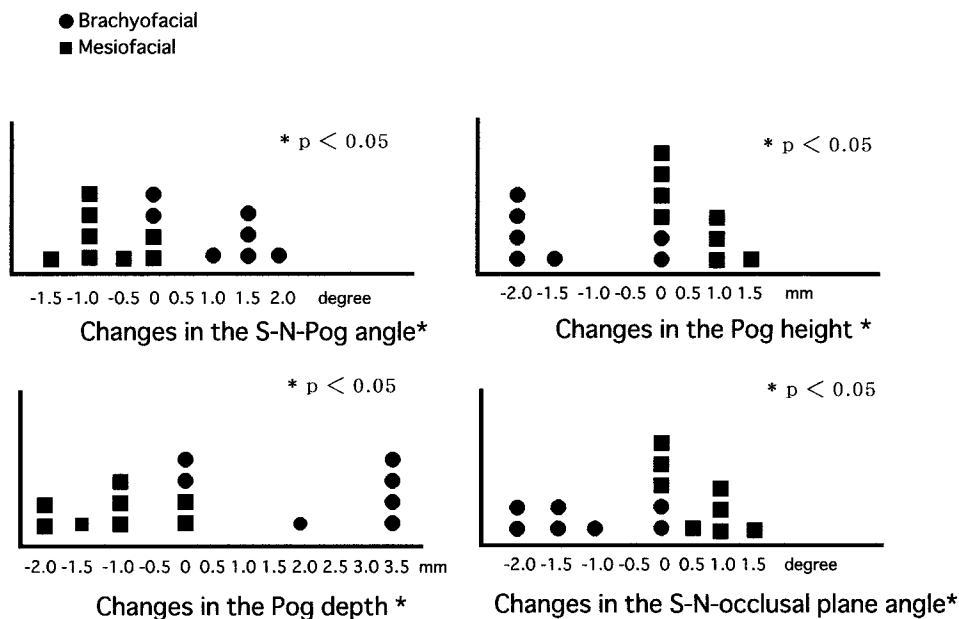 Brachyofacial
Mesiofacial
* p < 0.05
-1.5 -1.0 -0.5 0 0.5 1.0 1.5 2.0 degree
Changes in the S-N-Pog angle*
* p < 0.05
-2.0 -1.5 -1.0 -0.5 0 0.5 1.0 1.5 mm
Changes in the Pog height *
* p < 0.05
-2.0 -1.5 -1.0 -0.5 0 0.5 1.0 1.5 2.0 2.5 3.0 3.5 mm
Changes in the Pog depth *
* p < 0.05
-2.0 -1.5 -1.0 -0.5 0 0.5 1.0 1.5 degree
Changes in the S-N-occlusal plane angle*